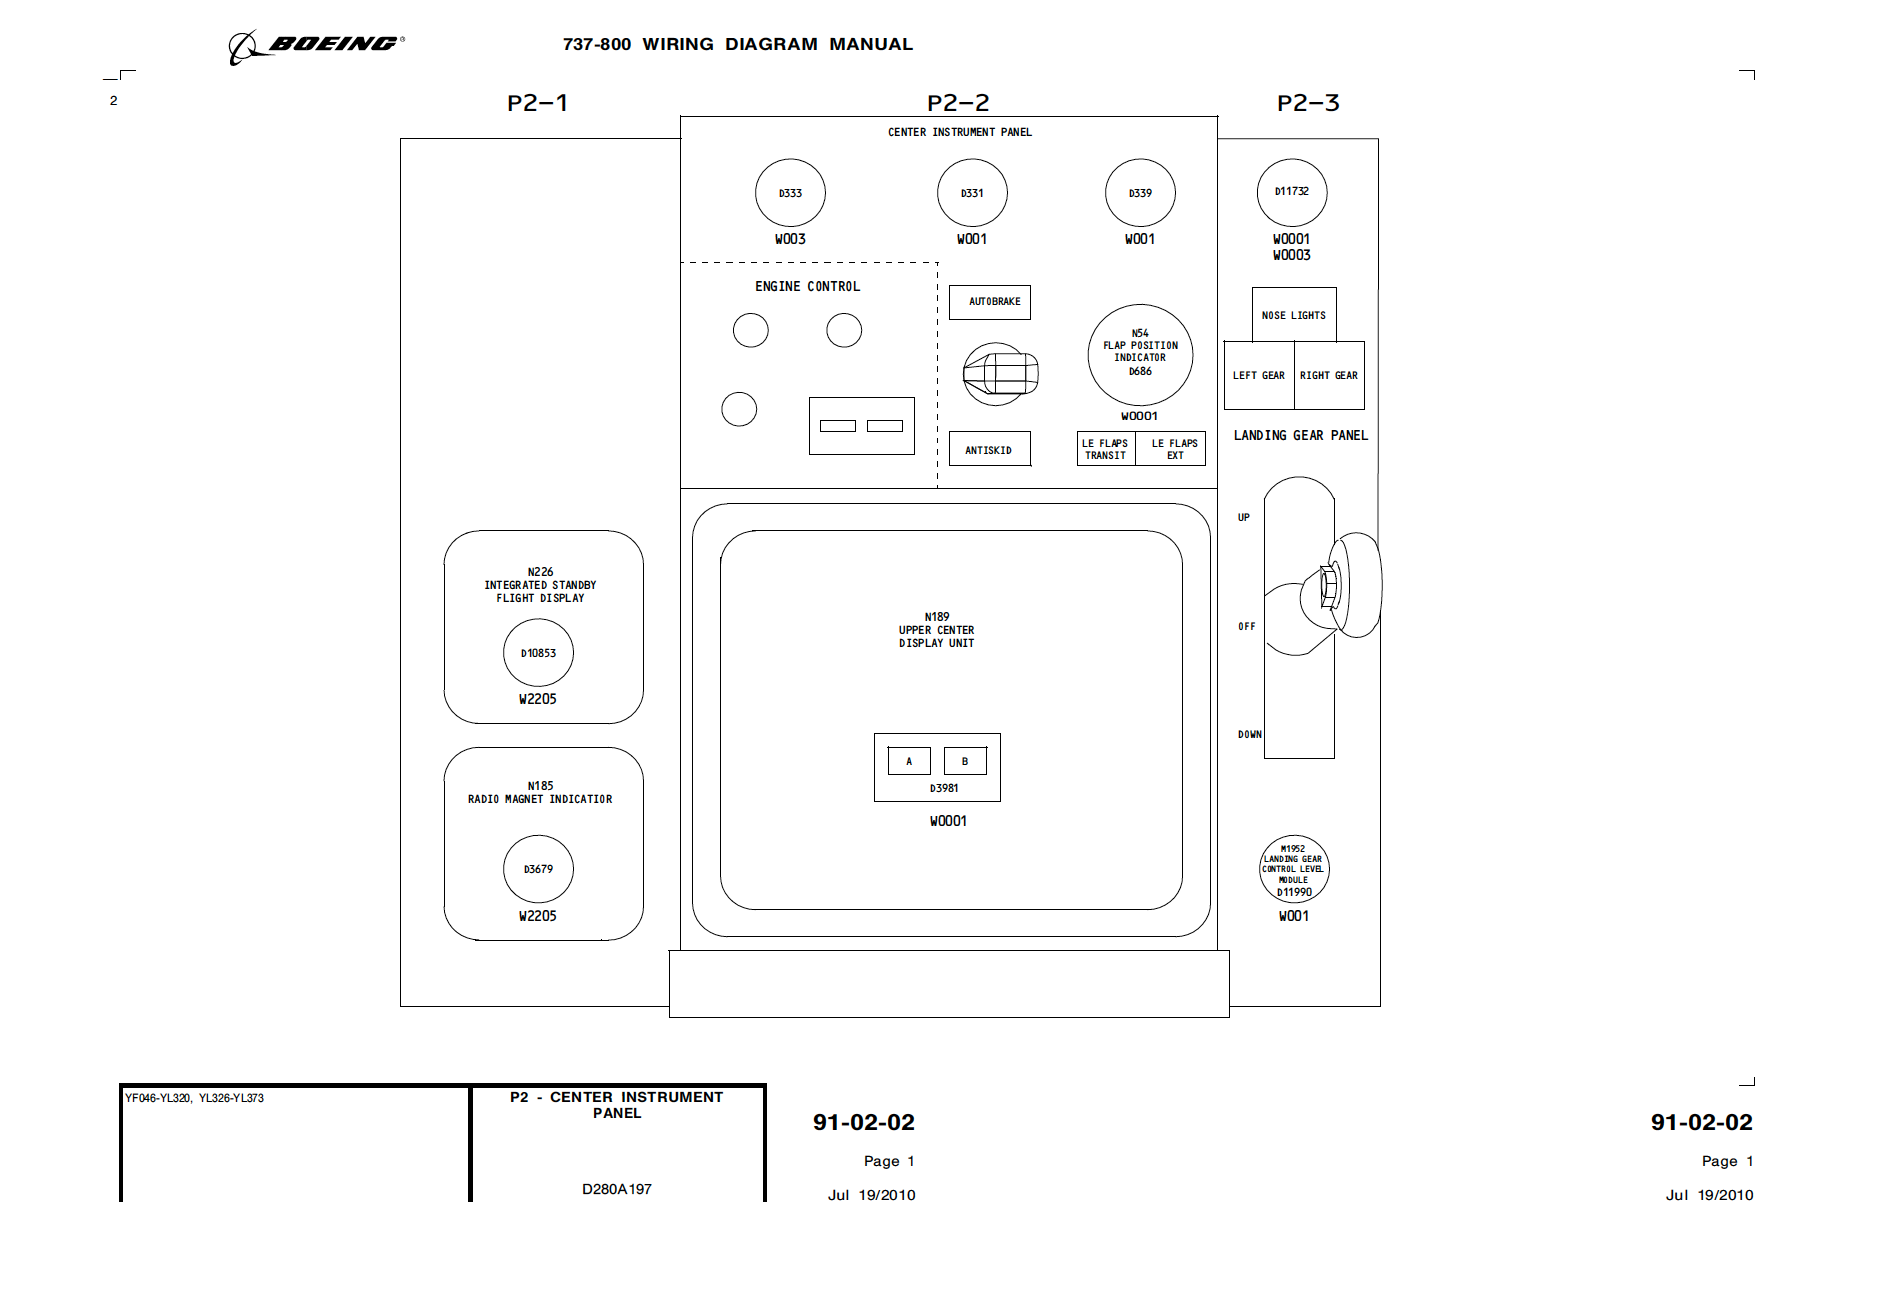 BOEING®
737-800 WIRING DIAGRAM MANUAL
2
P2-1
P2-2
P2-3
CENTER INSTRUMENT PANEL
D333
W003
D331
W001
D339
W001
D11732
W0001
W0003
ENGINE CONTROL
AUTOBRAKE
ANTISKID
N54
FLAP POSITION
INDICATOR
D686
W0001
LE FLAPS
TRANSIT
LE FLAPS
EXT
NOSE LIGHTS
LEFT GEAR
RIGHT GEAR
LANDING GEAR PANEL
UP
OFF
DOWN
N226
INTEGRATED STANDBY
FLIGHT DISPLAY
D10853
W2205
N185
RADIO MAGNET INDICATIOR
D3679
W2205
N189
UPPER CENTER
DISPLAY UNIT
A
B
D3981
W0001
M1952
LANDING GEAR
CONTROL LEVEL
MODULE
D11990
W001
YF046-YL320, YL326-YL373
P2 - CENTER INSTRUMENT
PANEL
D280A197
91-02-02
Page 1
Jul 19/2010
91-02-02
Page 1
Jul 19/2010